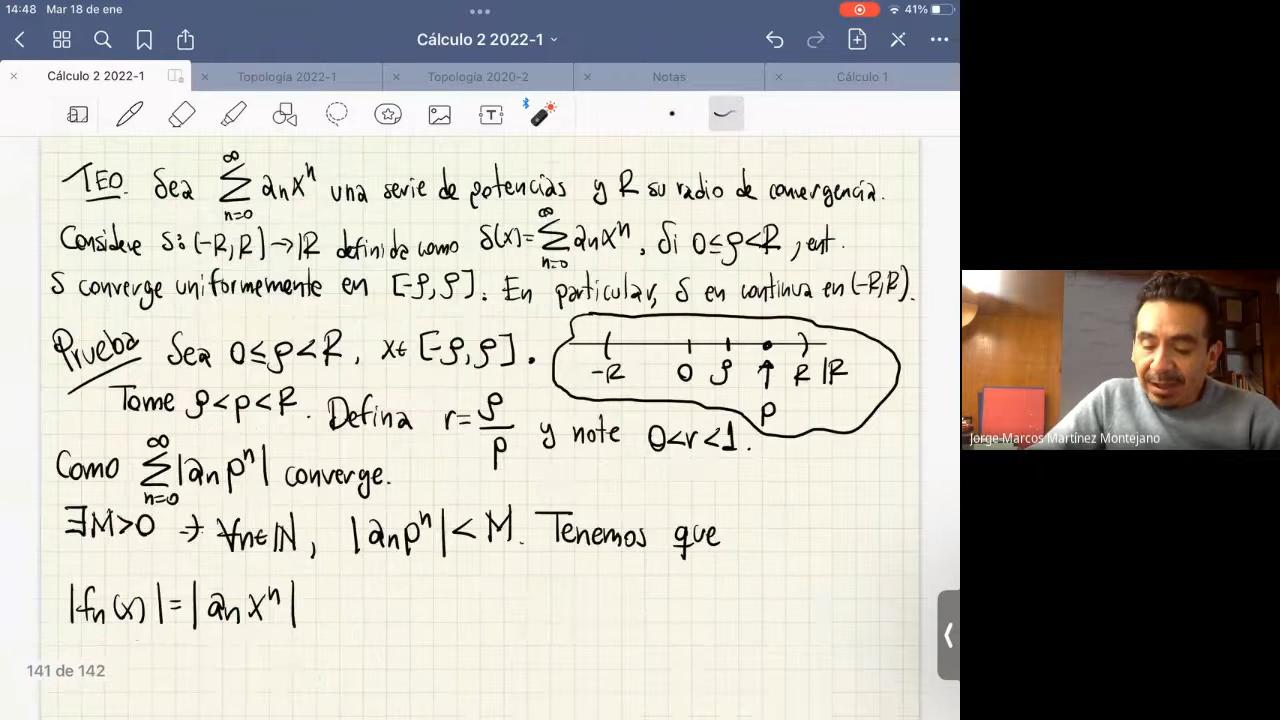 14:48 Mar 18 de ene
41%
Cálculo 2 2022-1
Cálculo 2 2022-1
Topología 2022-1
Topología 2020-2
Notas
Cálculo 1
TEO. Sea ∑_{n=0}^{∞} a_n x^n una serie de potencias y R su radio de convergencia.
Considere S: (-R, R) → ℝ definida como S(x) = ∑_{n=0}^{∞} a_n x^n, Si 0 ≤ ρ < R, ent.
S converge uniformemente en [-ρ, ρ]. En particular, S en continua en (-R, R).
Prueba Sea 0 ≤ ρ < R, x ∈ [-ρ, ρ].
-R 0 ρ ↑ R ℝ
p
Tome ρ < p < R. Defina r = ρ/p y note 0 < r < 1.
Como ∑_{n=0}^{∞} |a_n p^n| converge.
∃ M > 0 ∀ n ∈ ℕ, |a_n p^n| < M. Tenemos que
|f_n(x)| = |a_n x^n|
141 de 142
Jorge-Marcos Martínez Montejano